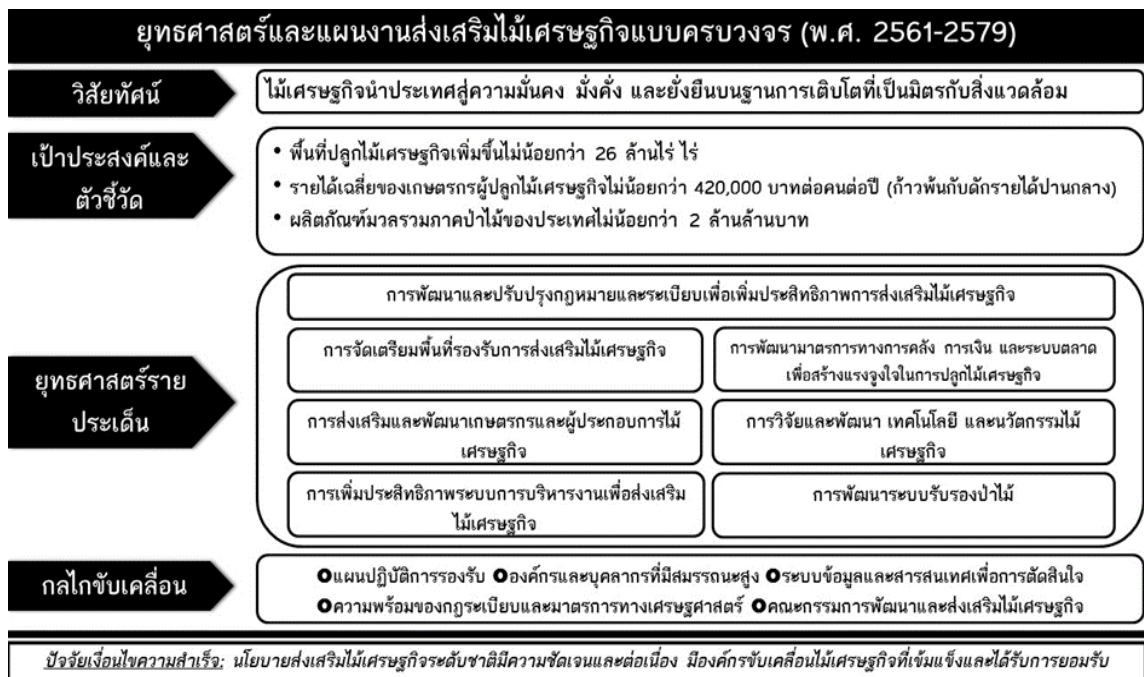 ยุทธศาสตร์และแผนงานส่งเสริมไม้เศรษฐกิจแบบครบวงจร (พ.ศ. 2561-2579)
วิสัยทัศน์
ไม้เศรษฐกิจนำประเทศสู่ความมั่นคง มั่งคั่ง และยั่งยืนบนฐานการเติบโตที่เป็นมิตรกับสิ่งแวดล้อม
เป้าประสงค์และ
ตัวชี้วัด
• พื้นที่ปลูกไม้เศรษฐกิจเพิ่มขึ้นไม่น้อยกว่า 26 ล้านไร่ ไร่
• รายได้เฉลี่ยของเกษตรกรผู้ปลูกไม้เศรษฐกิจไม่น้อยกว่า 420,000 บาทต่อคนต่อปี (ก้าวพ้นกับดักรายได้ปานกลาง)
• ผลิตภัณฑ์มวลรวมภาคป่าไม้ของประเทศไม่น้อยกว่า 2 ล้านล้านบาท
ยุทธศาสตร์ราย
ประเด็น
การพัฒนาและปรับปรุงกฎหมายและระเบียบเพื่อเพิ่มประสิทธิภาพการส่งเสริมไม้เศรษฐกิจ
การจัดเตรียมพื้นที่รองรับการส่งเสริมไม้เศรษฐกิจ
การพัฒนามาตรการทางการคลัง การเงิน และระบบตลาด
เพื่อสร้างแรงจูงใจในการปลูกไม้เศรษฐกิจ
การส่งเสริมและพัฒนาเกษตรกรและผู้ประกอบการไม้
เศรษฐกิจ
การวิจัยและพัฒนา เทคโนโลยี และนวัตกรรมไม้
เศรษฐกิจ
การเพิ่มประสิทธิภาพระบบการบริหารงานเพื่อส่งเสริม
ไม้เศรษฐกิจ
การพัฒนาระบบรับรองป่าไม้
กลไกขับเคลื่อน
แผนปฏิบัติการรองรับ องค์กรและบุคลากรที่มีสมรรถนะสูง ระบบข้อมูลและสารสนเทศเพื่อการตัดสินใจ
ความพร้อมของกฎระเบียบและมาตรการทางเศรษฐศาสตร์ คณะกรรมการพัฒนาและส่งเสริมไม้เศรษฐกิจ
ปัจจัยเงื่อนไขความสำเร็จ: นโยบายส่งเสริมไม้เศรษฐกิจระดับชาติมีความชัดเจนและต่อเนื่อง มีองค์กรขับเคลื่อนไม้เศรษฐกิจที่เข้มแข็งและได้รับการยอมรับ